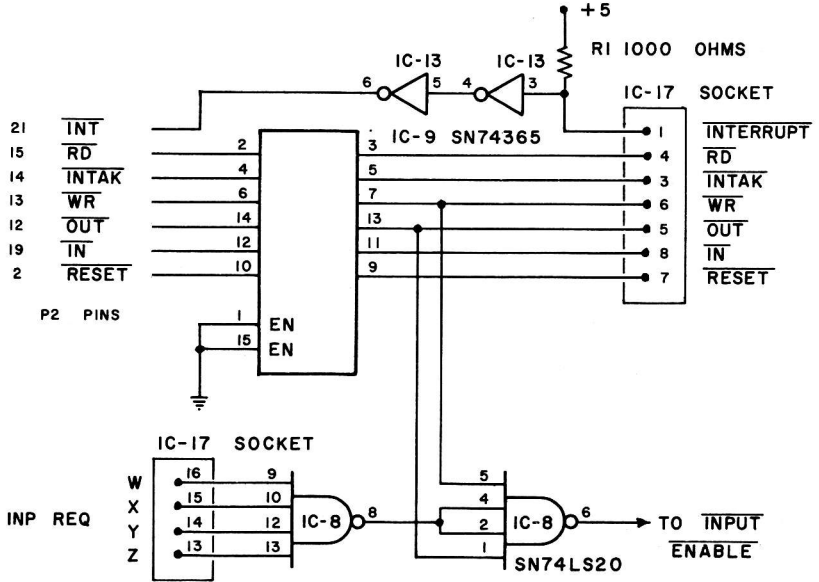 +5
R1 1000 OHMS
IC-13 IC-13
6 5 4 3
IC-17 SOCKET
21 INT
IC-9 SN74365
1 INTERRUPT
15 RD 2 3 4 RD
14 INTAK 4 5 3 INTAK
13 WR 6 7 6 WR
12 OUT 14 13 5 OUT
19 IN 12 11 8 IN
2 RESET 10 9 7 RESET
P2 PINS
1 EN
15 EN
IC-17 SOCKET
W 16 9
X 15 10
INP REQ
Y 14 12
Z 13 13
IC-8 8
5
4
2
1
IC-8 6
SN74LS20
TO INPUT
ENABLE